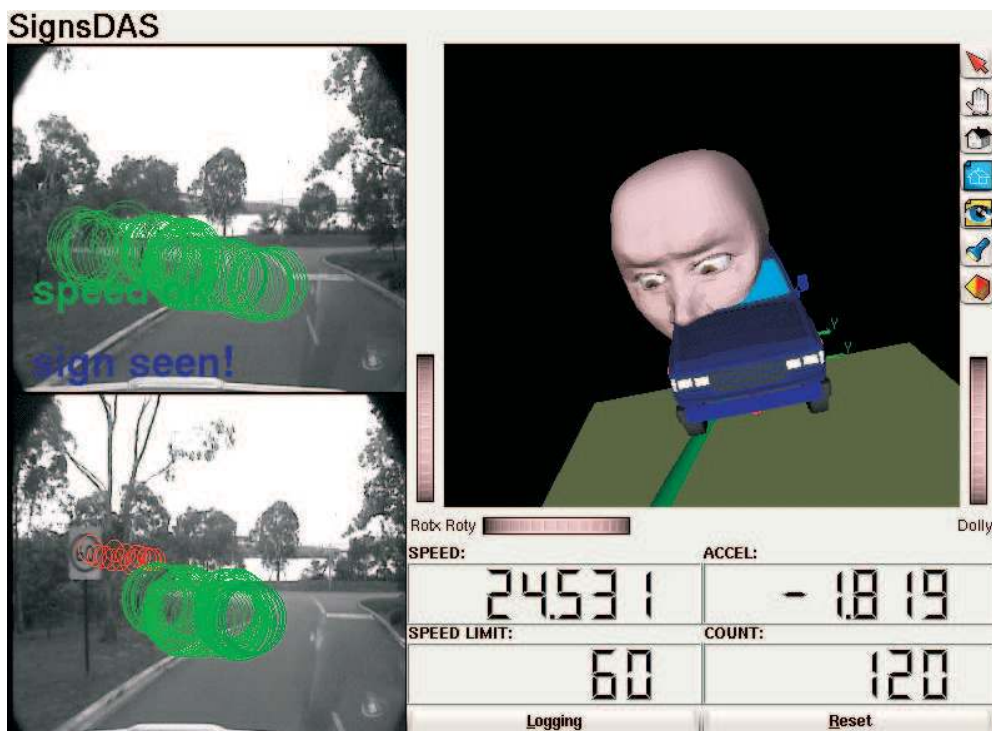 SignsDAS
speed ok!
sign seen!
60
Y
Y
Rotx Roty
Dolly
SPEED:
ACCEL:
24.531
-1.819
SPEED LIMIT:
COUNT:
60
120
Logging
Reset